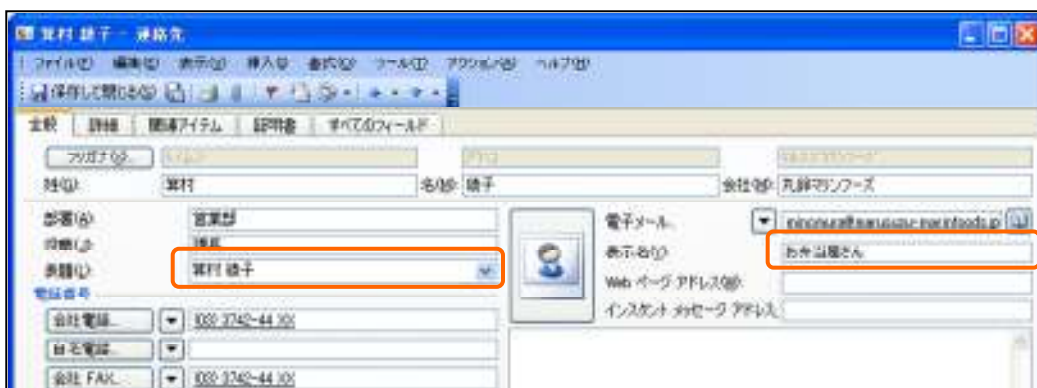 箕村 綾子 - 連絡先
ファイル(F) 編集(E) 表示(V) 挿入(I) 書式(O) ツール(T) アクション(A) ヘルプ(H)
保存して閉じる(S)
全般 詳細 関連アイテム 証明書 すべてのフィールド
フリガナ(Y)...
姓(G): 箕村 名(M): 綾子 会社(P): 丸鈴マリンフーズ
部署(A): 営業部 電子メール...
役職(J): 課長 表示名(I): お弁当屋さん
表題(L): 箕村 綾子 Web ページ アドレス(W):
電話番号 インスタント メッセージ アドレス
会社電話... (03) 3742-44XX
自宅電話...
会社 FAX... (03) 3742-44XX